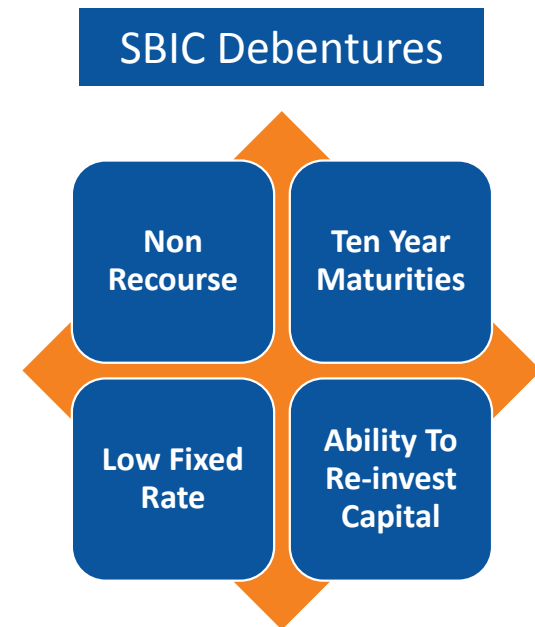 SBIC Debentures
Non
Recourse
Ten Year
Maturities
Low Fixed
Rate
Ability To
Re-invest
Capital